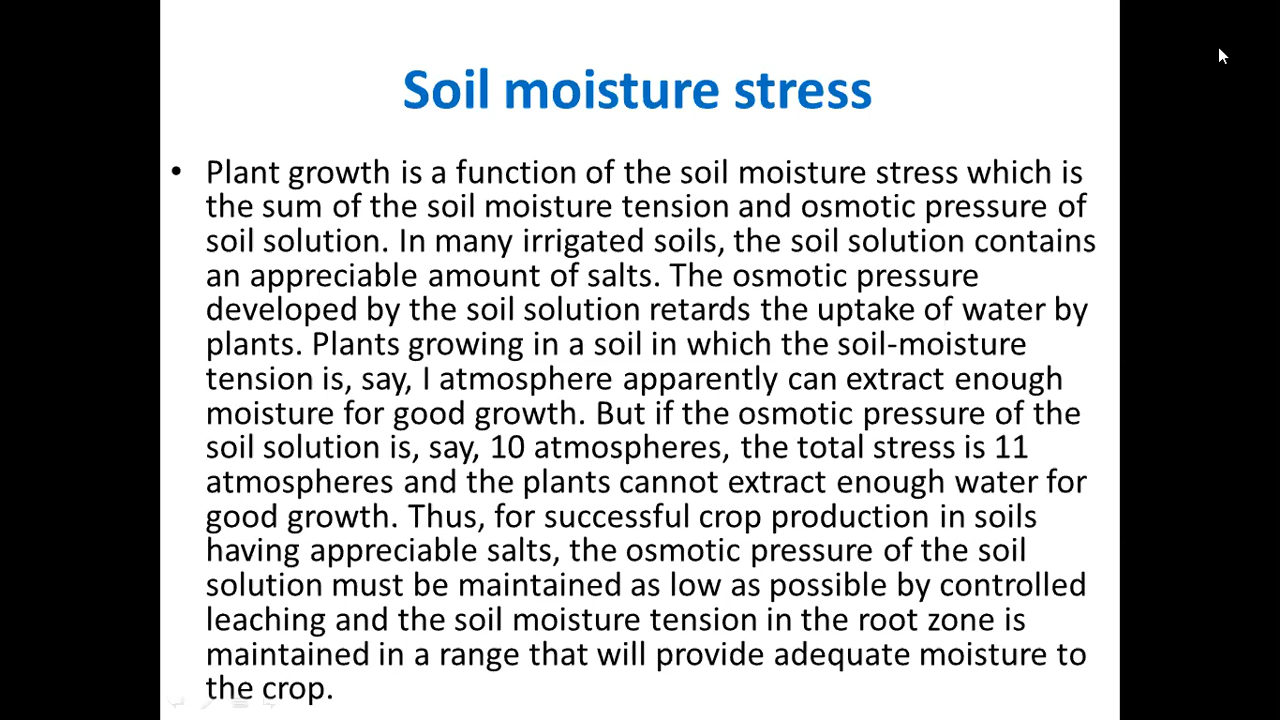 Soil moisture stress
• Plant growth is a function of the soil moisture stress which is
the sum of the soil moisture tension and osmotic pressure of
soil solution. In many irrigated soils, the soil solution contains
an appreciable amount of salts. The osmotic pressure
developed by the soil solution retards the uptake of water by
plants. Plants growing in a soil in which the soil-moisture
tension is, say, I atmosphere apparently can extract enough
moisture for good growth. But if the osmotic pressure of the
soil solution is, say, 10 atmospheres, the total stress is 11
atmospheres and the plants cannot extract enough water for
good growth. Thus, for successful crop production in soils
having appreciable salts, the osmotic pressure of the soil
solution must be maintained as low as possible by controlled
leaching and the soil moisture tension in the root zone is
maintained in a range that will provide adequate moisture to
the crop.